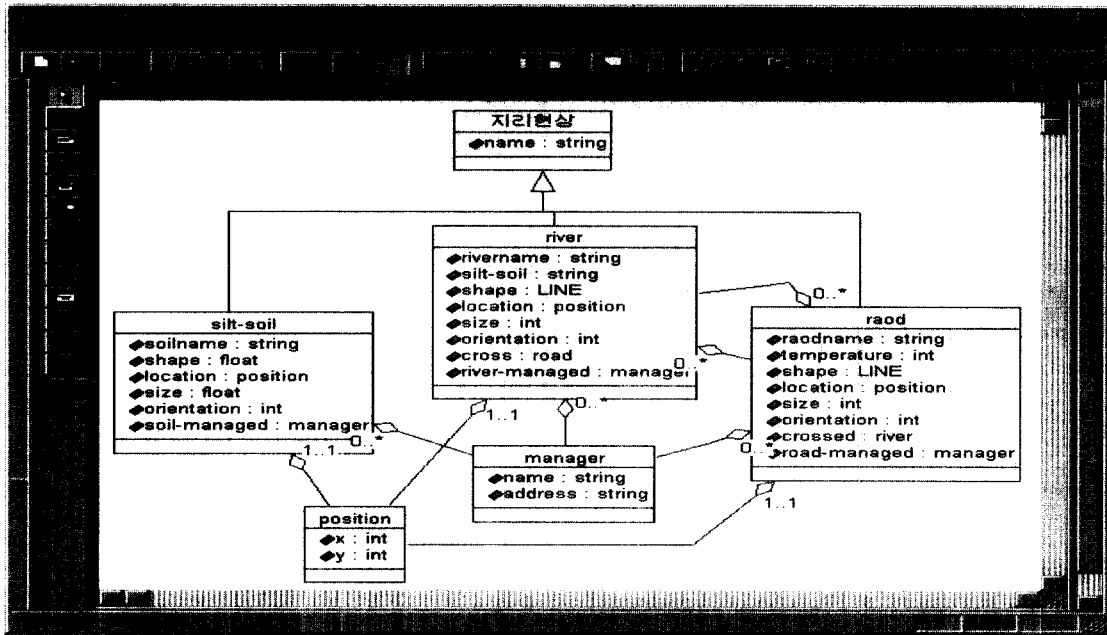 지리현상
name : string
river
rivername : string
silt-soil : string
shape : LINE
location : position
size : int
orientation : int
cross : road
river-managed : manager
0..*
0..*
1..1
0..*
silt-soil
soilname : string
shape : float
location : position
size : float
orientation : int
soil-managed : manager
0..*
1..1
raod
raodname : string
temperature : int
shape : LINE
location : position
size : int
orientation : int
crossed : river
road-managed : manager
0..*
1..1
manager
name : string
address : string
position
x : int
y : int